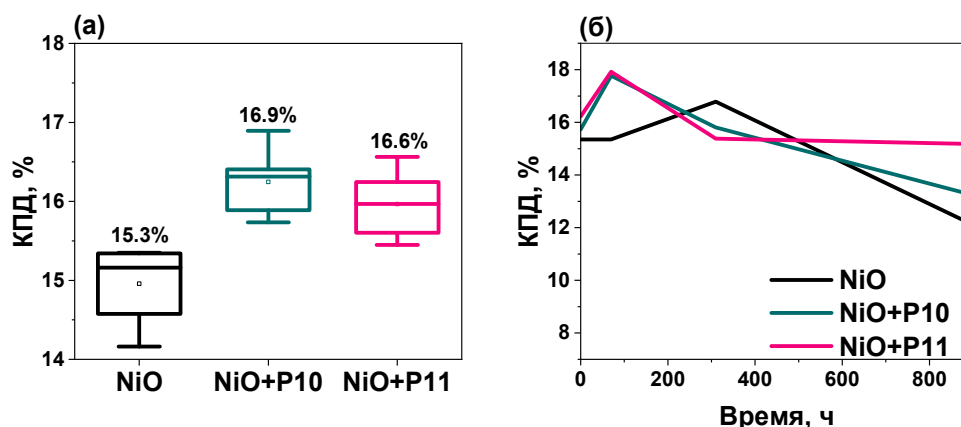 (а)
КПД, %
18
17
16
15
14
15.3%
16.9%
16.6%
NiO
NiO+P10
NiO+P11
(б)
КПД, %
18
16
14
12
10
8
0
200
400
600
800
Время, ч
NiO
NiO+P10
NiO+P11